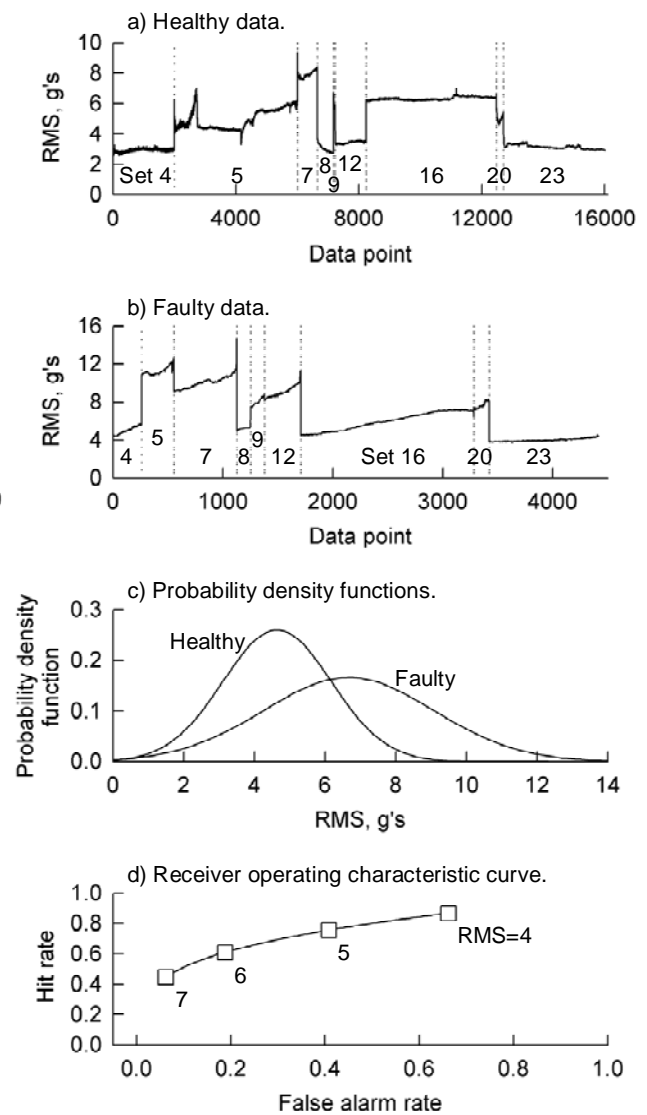 a) Healthy data.
10
8
6
4
2
0
RMS, g's
Set 4 5 7 8 9 12 16 20 23
0 4000 8000 12000 16000
Data point
b) Faulty data.
16
12
8
4
0
RMS, g's
4 5 7 8 9 12 Set 16 20 23
0 1000 2000 3000 4000
Data point
c) Probability density functions.
0.3
0.2
0.1
0.0
Probability density
function
Healthy
Faulty
0 2 4 6 8 10 12 14
RMS, g's
d) Receiver operating characteristic curve.
1.0
0.8
0.6
0.4
0.2
0.0
Hit rate
7 6 5 RMS=4
0.0 0.2 0.4 0.6 0.8 1.0
False alarm rate